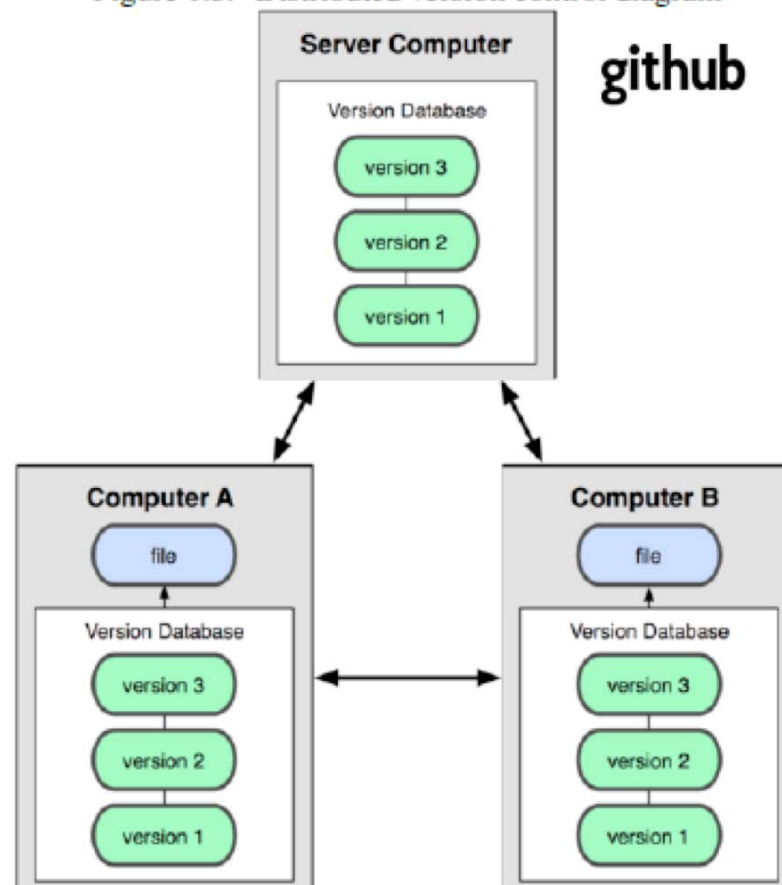 Server Computer
github
Version Database
version 3
version 2
version 1
Computer A
file
Version Database
version 3
version 2
version 1
Computer B
file
Version Database
version 3
version 2
version 1